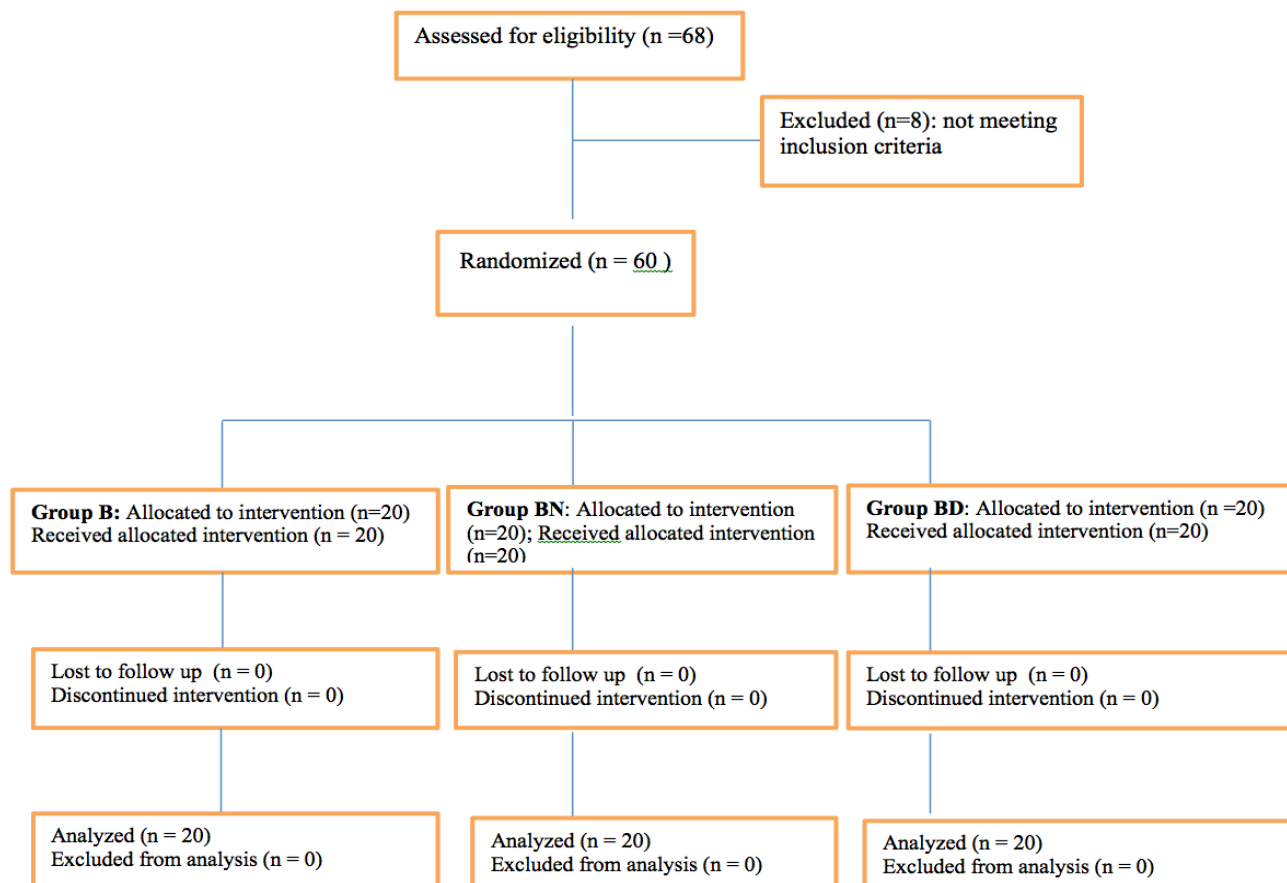 Assessed for eligibility (n =68)
Excluded (n=8): not meeting
inclusion criteria
Randomized (n = 60 )
Group B: Allocated to intervention (n=20)
Received allocated intervention (n = 20)
Group BN: Allocated to intervention
(n=20); Received allocated intervention
(n=20)
Group BD: Allocated to intervention (n =20)
Received allocated intervention (n=20)
Lost to follow up  (n = 0)
Discontinued intervention (n = 0)
Lost to follow up  (n = 0)
Discontinued intervention (n = 0)
Lost to follow up  (n = 0)
Discontinued intervention (n = 0)
Analyzed (n = 20)
Excluded from analysis (n = 0)
Analyzed (n = 20)
Excluded from analysis (n = 0)
Analyzed (n = 20)
Excluded from analysis (n = 0)